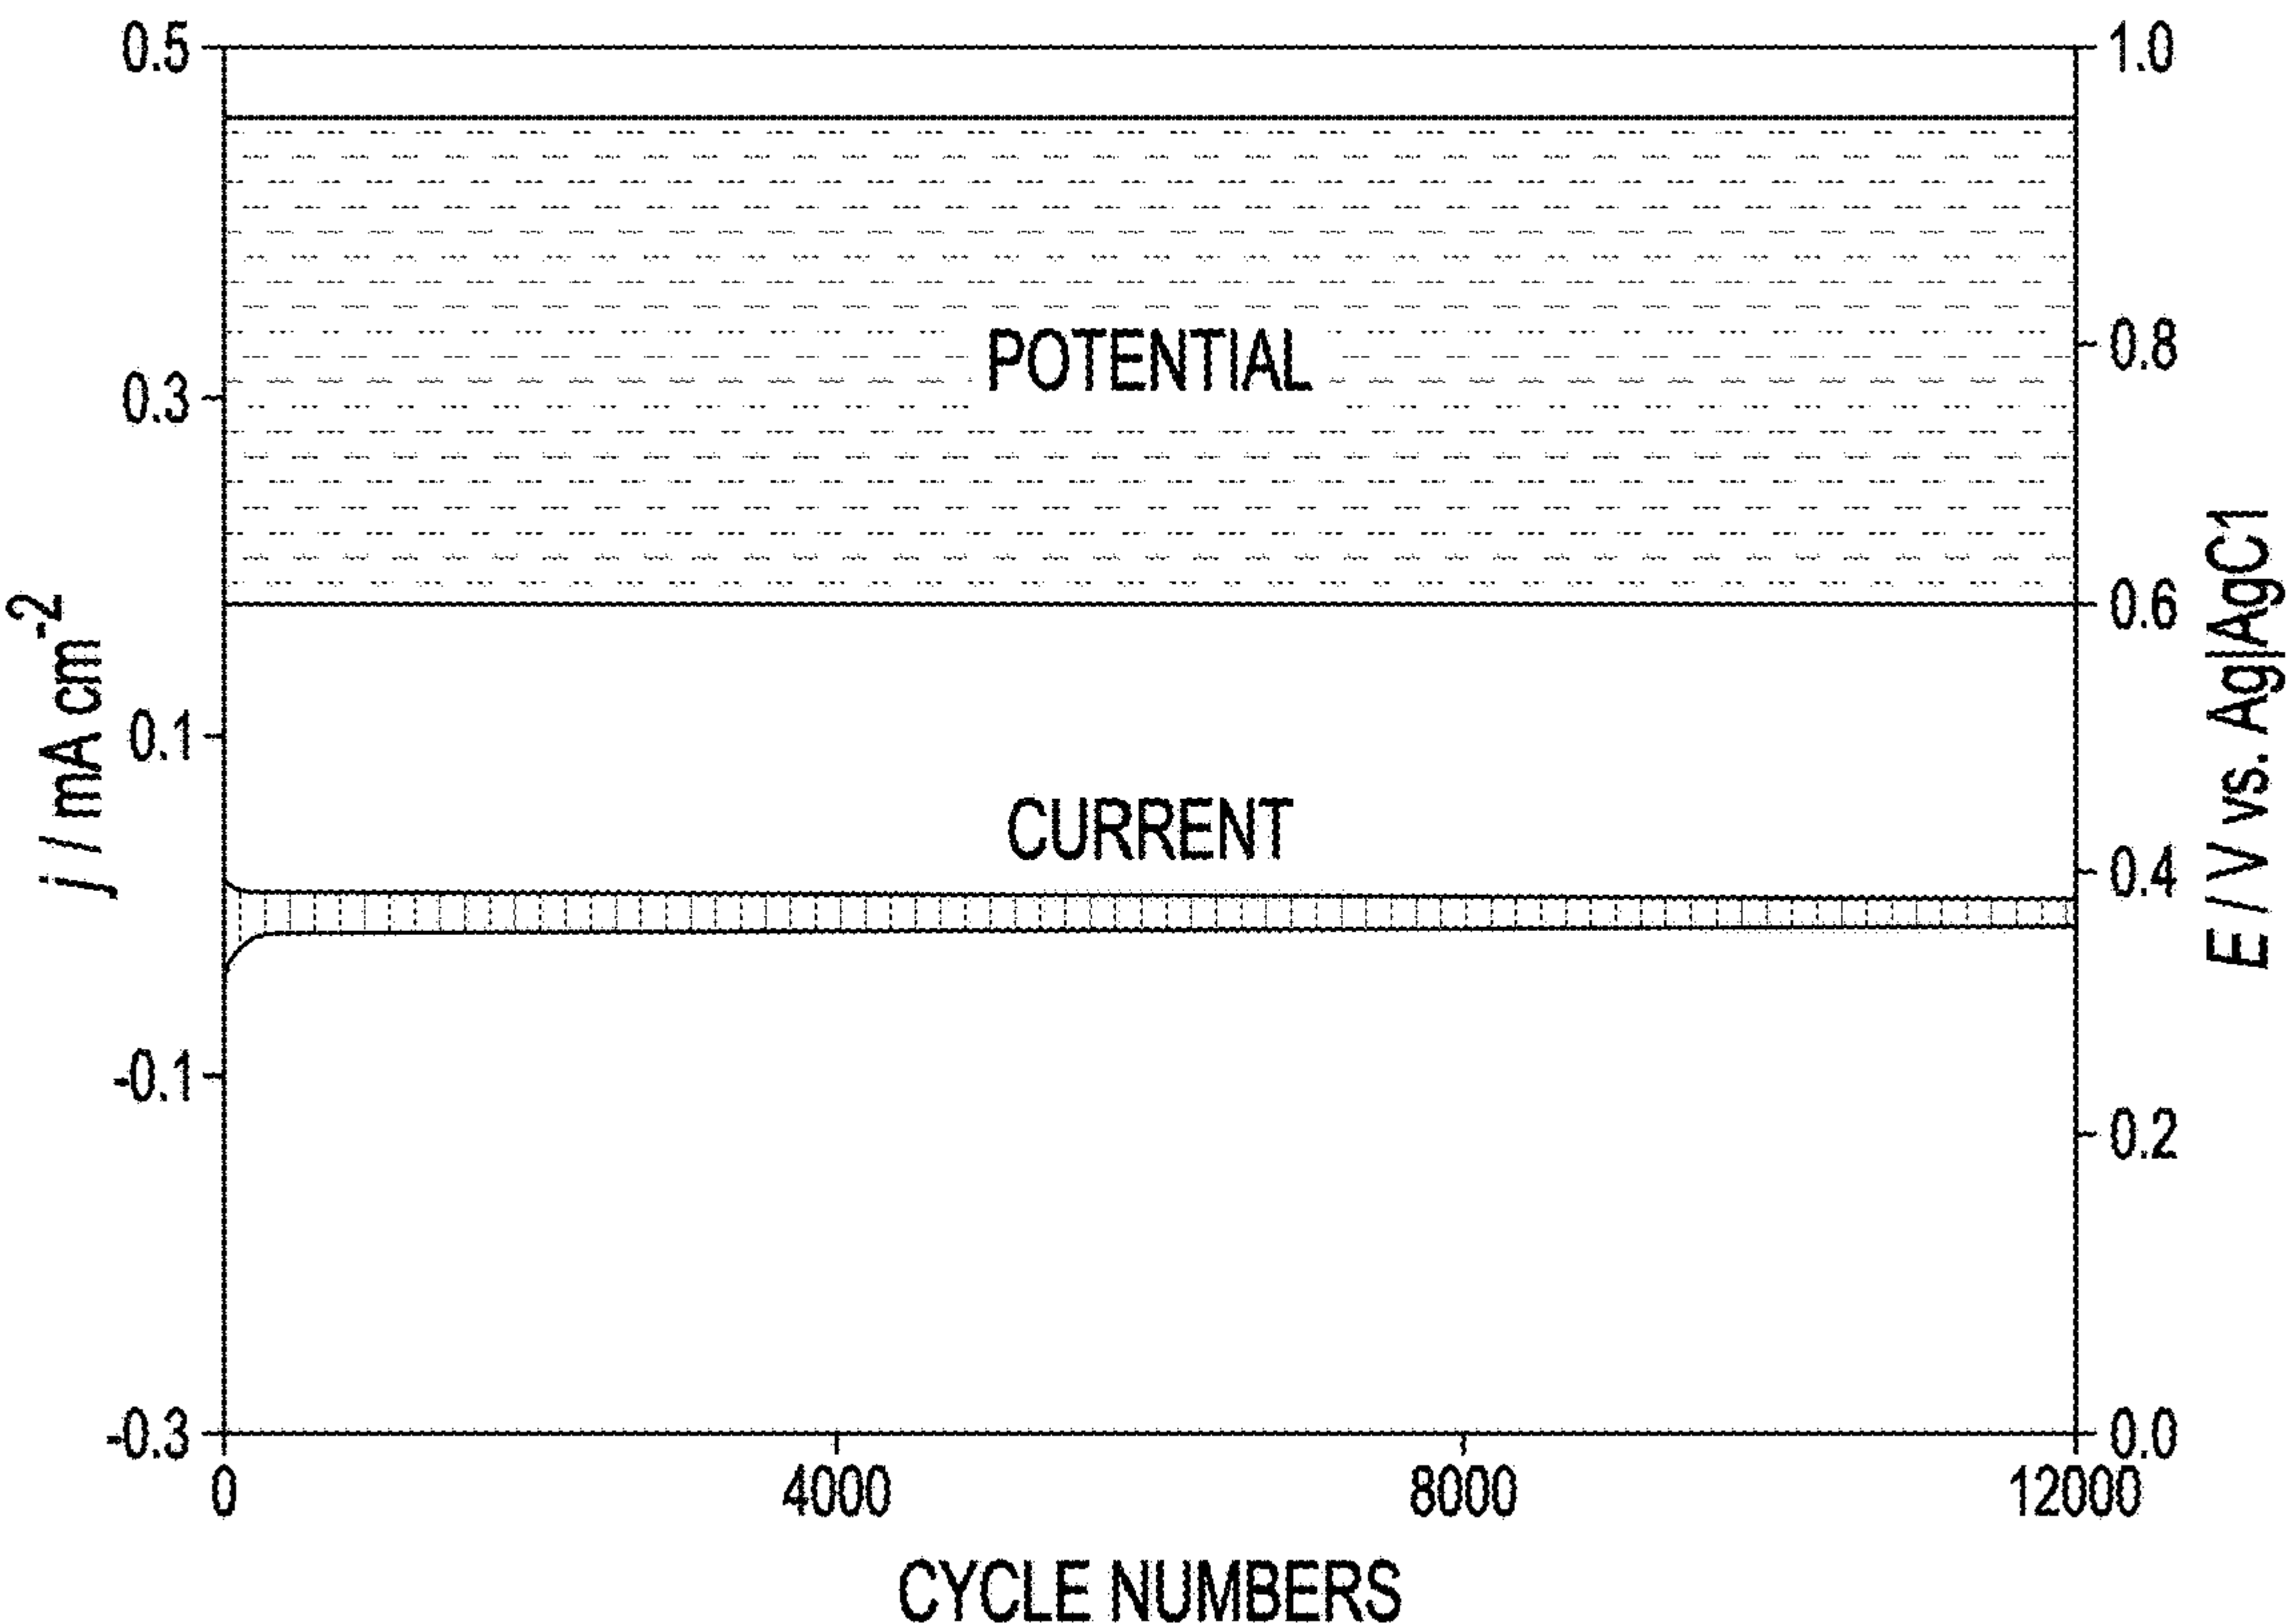 0.5
0.3
0.1
-0.1
-0.3
j / / mA cm-2
1.0
0.8
0.6
0.4
0.2
0.0
E / V vs. Ag|AgC1
POTENTIAL
CURRENT
0 4000 8000 12000
CYCLE NUMBERS